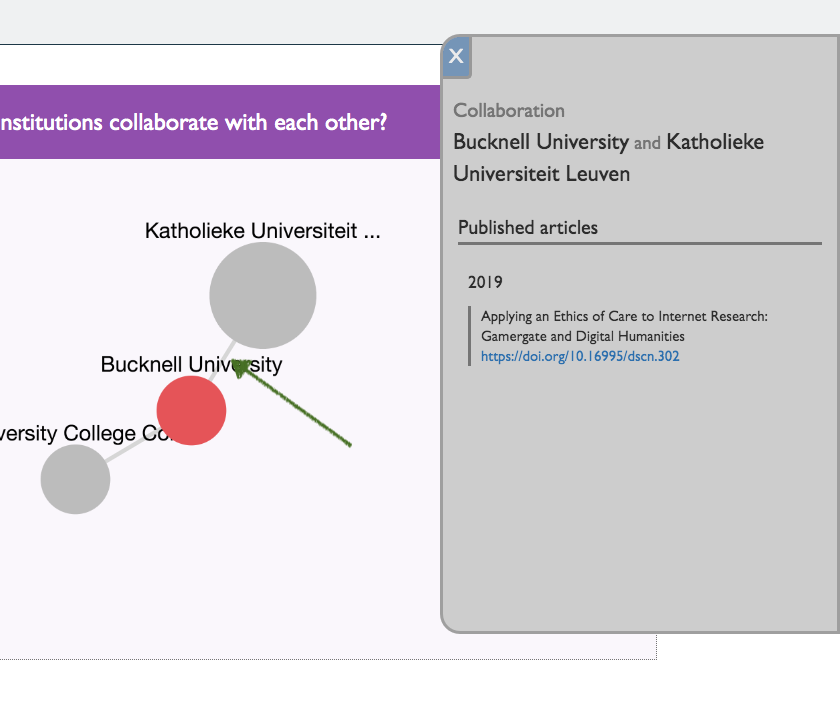 nstitutions collaborate with each other?
Katholieke Universiteit ...
Bucknell University
versity College Co
X
Collaboration
Bucknell University and Katholieke
Universiteit Leuven
Published articles
2019
Applying an Ethics of Care to Internet Research:
Gamergate and Digital Humanities
https://doi.org/10.16995/dscn.302